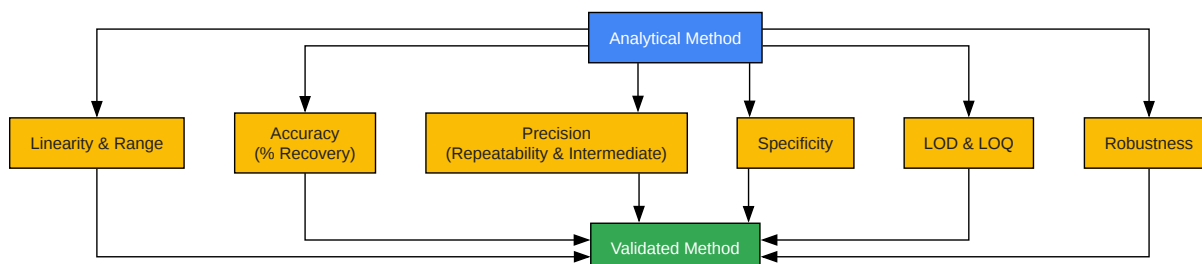 Analytical Method
Linearity & Range
Accuracy
(% Recovery)
Precision
(Repeatability & Intermediate)
Specificity
LOD & LOQ
Robustness
Validated Method